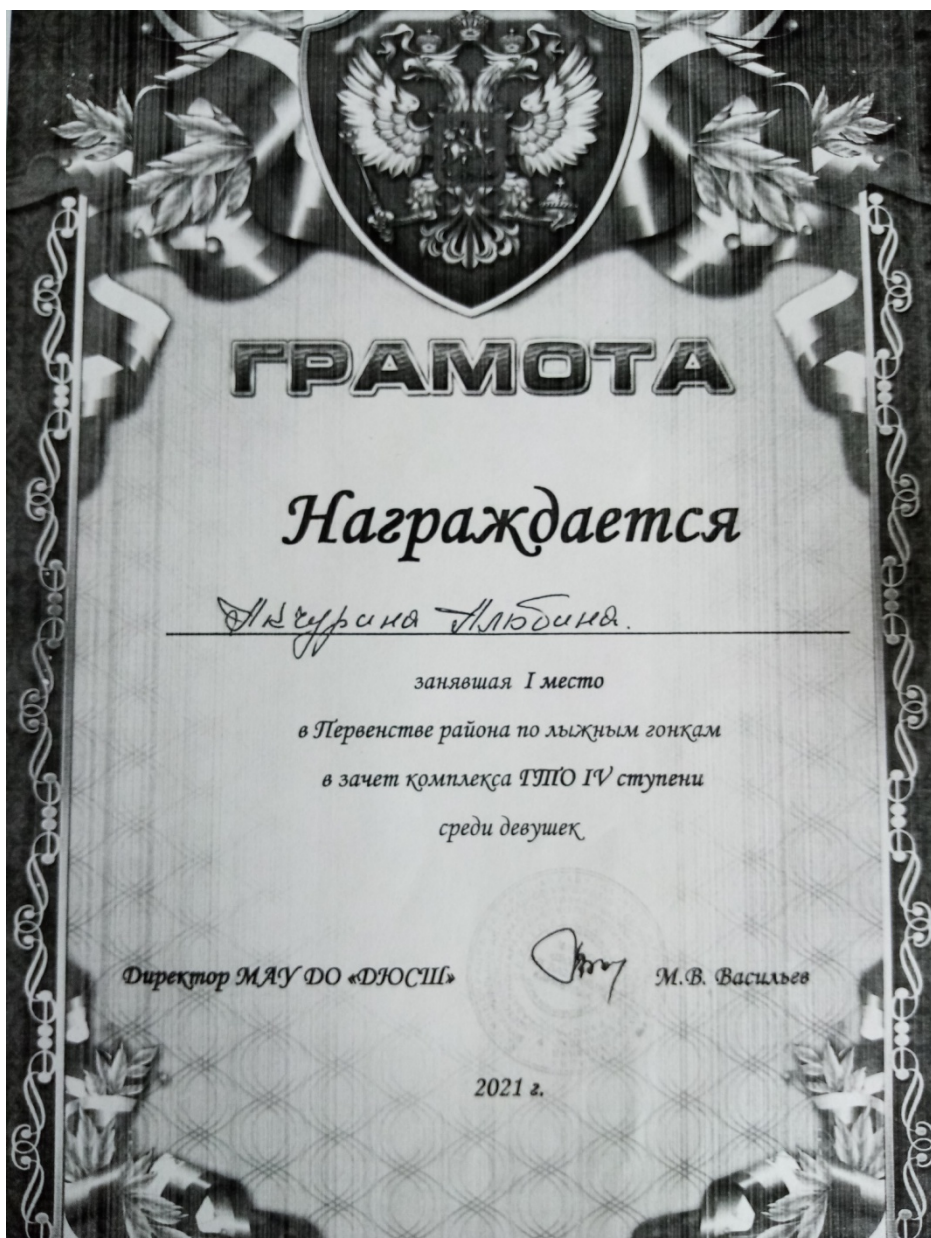 ГРАМОТА
Награждается
Акчурина Альбина.
занявшая I место
в Первенстве района по лыжным гонкам
в зачет комплекса ГТО IV ступени
среди девушек
Директор МАУ ДО «ДЮСШ» М.В. Васильев
2021 г.